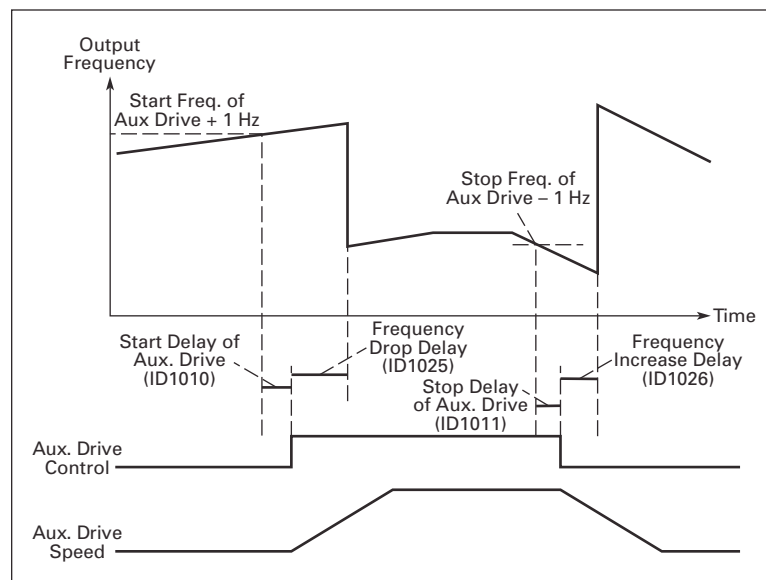 Output
Frequency
Start Freq. of
Aux Drive + 1 Hz
Stop Freq. of
Aux Drive – 1 Hz
Time
Start Delay of
Aux. Drive
(ID1010)
Frequency
Drop Delay
(ID1025)
Stop Delay
of Aux. Drive
(ID1011)
Frequency
Increase Delay
(ID1026)
Aux. Drive
Control
Aux. Drive
Speed